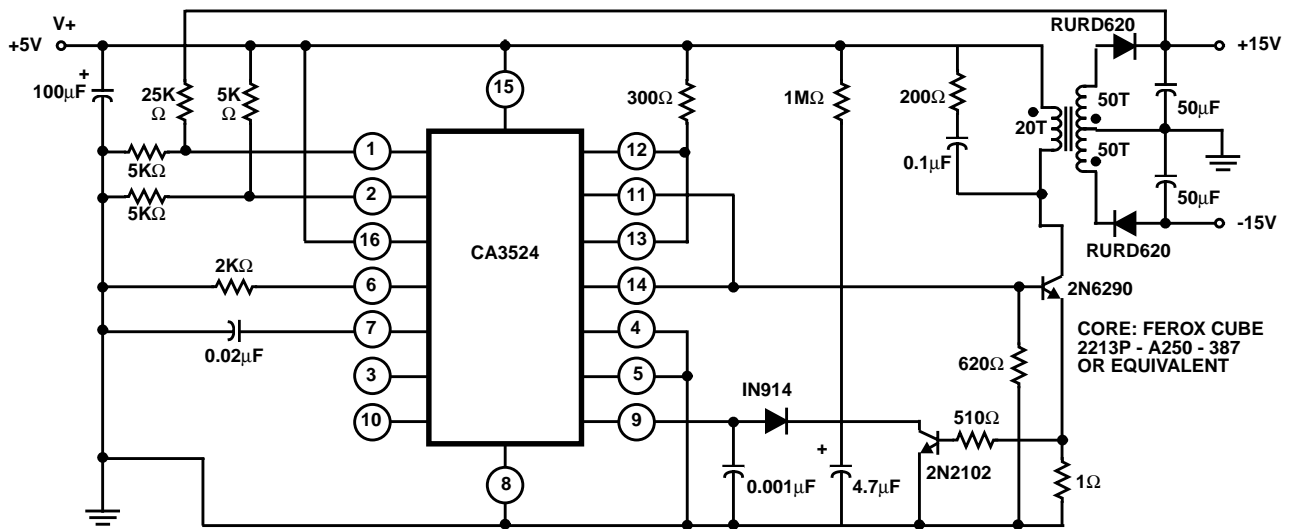 V+
+5V
+
100μF
25K
Ω
5K
Ω
5KΩ
5KΩ
2KΩ
0.02μF
1
2
16
6
7
3
10
15
CA3524
8
12
11
13
14
4
5
9
300Ω
1MΩ
200Ω
0.1μF
20T
50T
50T
RURD620
+15V
50μF
50μF
-15V
RURD620
2N6290
CORE: FEROX CUBE
2213P - A250 - 387
OR EQUIVALENT
620Ω
IN914
510Ω
0.001μF
+
4.7μF
2N2102
1Ω